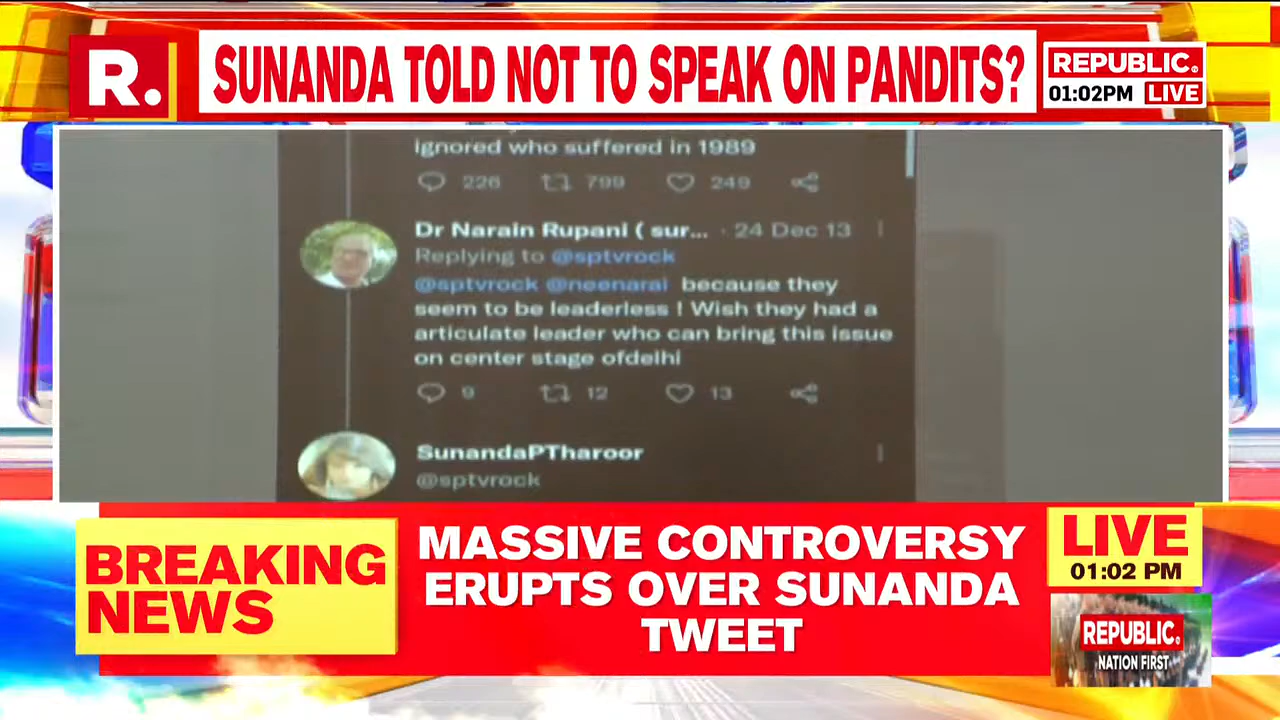 R.
SUNANDA TOLD NOT TO SPEAK ON PANDITS?
REPUBLIC.
01:02PM LIVE
ignored who suffered in 1989
226 799 249
Dr Narain Rupani ( sur... · 24 Dec 13
Replying to @sptvrock
@sptvrock @neenarai because they
seem to be leaderless ! Wish they had a
articulate leader who can bring this issue
on center stage ofdelhi
9 12 13
SunandaPTharoor
@sptvrock
BREAKING
NEWS
MASSIVE CONTROVERSY
ERUPTS OVER SUNANDA
TWEET
LIVE
01:02 PM
REPUBLIC.
NATION FIRST